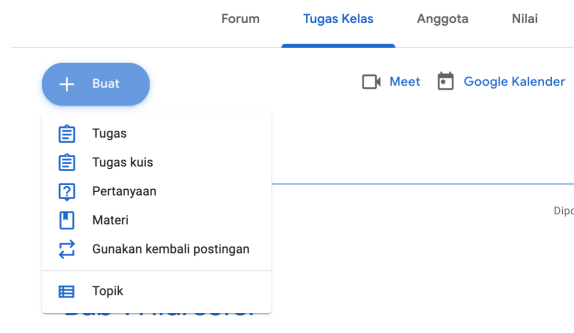 Forum Tugas Kelas Anggota Nilai
Buat Meet Google Kalender
Tugas
Tugas kuis
Pertanyaan
Materi
Gunakan kembali postingan
Topik